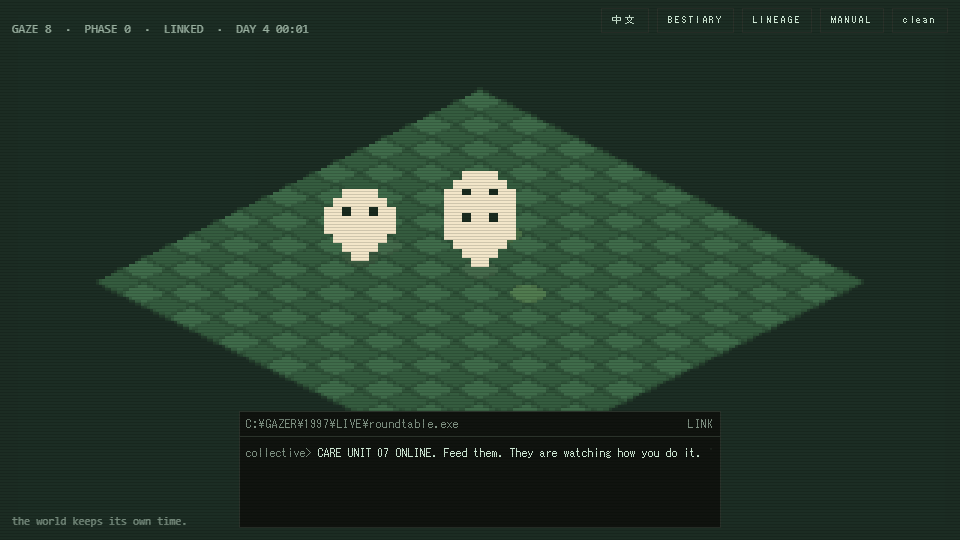 GAZE 8 · PHASE 0 · LINKED · DAY 4 00:01
中文 BESTIARY LINEAGE MANUAL clean
C:¥GAZER¥1997¥LIVE¥roundtable.exe LINK
collective> CARE UNIT 07 ONLINE. Feed them. They are watching how you do it.
the world keeps its own time.